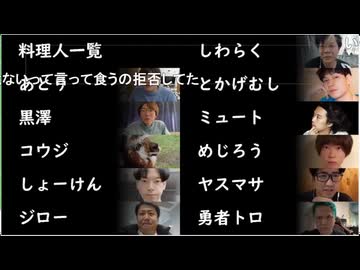 料理人一覧
ないって言って食うの拒否してた
あとり
黒澤
コウジ
しょーけん
ジロー
しわらく
とかげむし
ミュート
めじろう
ヤスマサ
勇者トロ